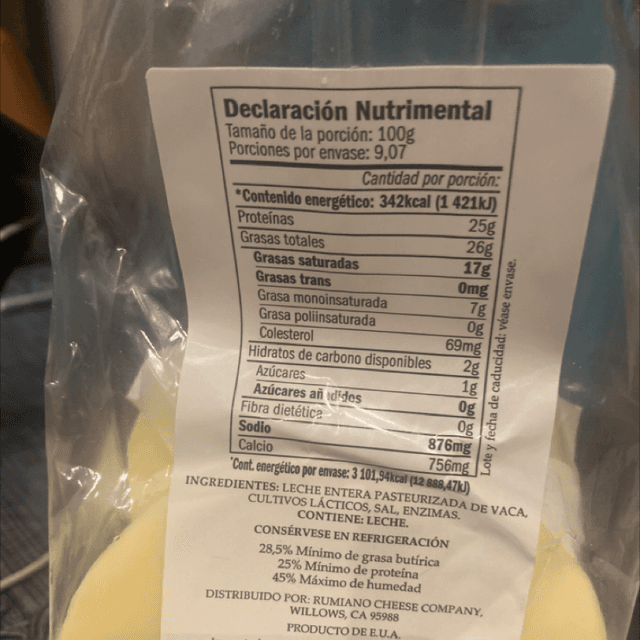 Declaración Nutrimental
Tamaño de la porción: 100g
Porciones por envase: 9,07
Cantidad por porción:
*Contenido energético: 342kcal (1 421kJ)
Proteínas 25g
Grasas totales 26g
Grasas saturadas 17g
Grasas trans 0mg
Grasa monoinsaturada 7g
Grasa poliinsaturada 0g
Colesterol 69mg
Hidratos de carbono disponibles 2g
Azúcares 1g
Azúcares añadidos 0g
Fibra dietética 0g
Sodio 876mg
Calcio 756mg
*Cont. energético por envase: 3 101,94kcal (12 888,47kJ)
Lote y fecha de caducidad: véase envase.
INGREDIENTES: LECHE ENTERA PASTEURIZADA DE VACA,
CULTIVOS LÁCTICOS, SAL, ENZIMAS.
CONTIENE: LECHE.
CONSÉRVESE EN REFRIGERACIÓN
28,5% Mínimo de grasa butírica
25% Mínimo de proteína
45% Máximo de humedad
DISTRIBUIDO POR: RUMIANO CHEESE COMPANY,
WILLOWS, CA 95988
PRODUCTO DE E.U.A.